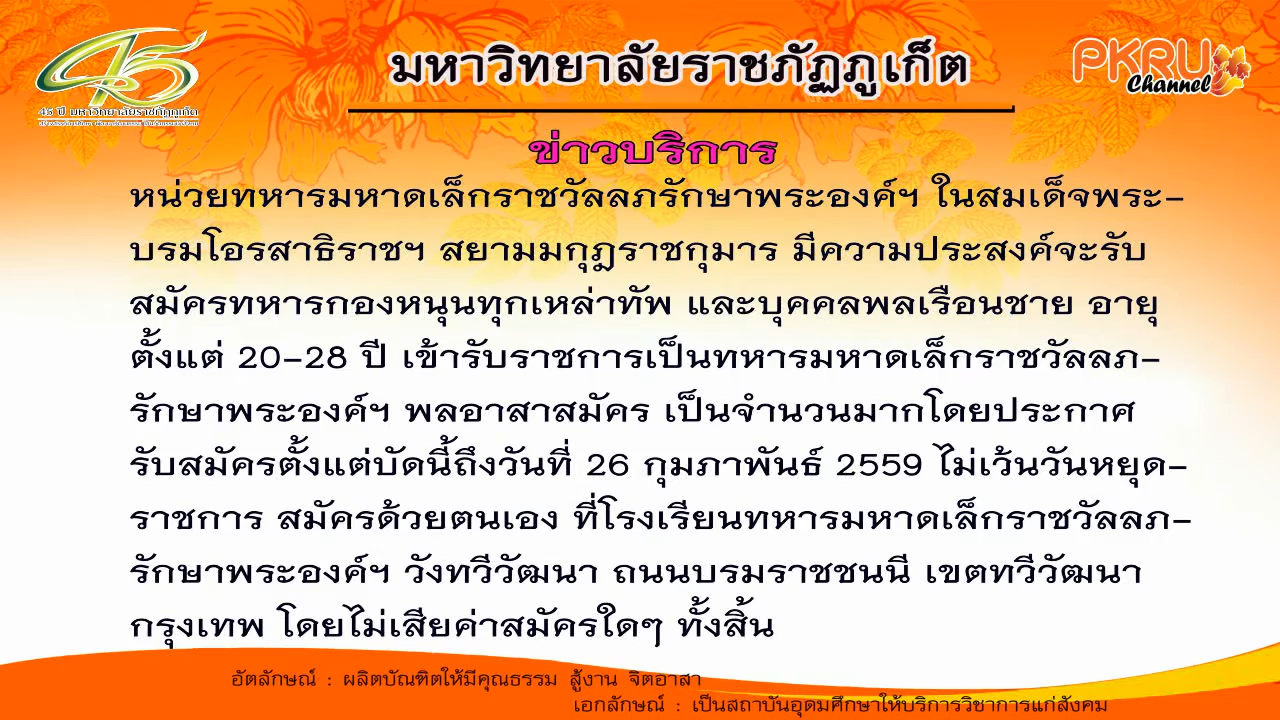 45
45 ปี มหาวิทยาลัยราชภัฏภูเก็ต
มหาวิทยาลัยราชภัฏภูเก็ต
PKRU
Channel
ข่าวบริการ
หน่วยทหารมหาดเล็กราชวัลลภรักษาพระองค์ฯ ในสมเด็จพระ-
บรมโอรสาธิราชฯ สยามมกุฎราชกุมาร มีความประสงค์จะรับ
สมัครทหารกองหนุนทุกเหล่าทัพ และบุคคลพลเรือนชาย อายุ
ตั้งแต่ 20-28 ปี เข้ารับราชการเป็นทหารมหาดเล็กราชวัลลภ-
รักษาพระองค์ฯ พลอาสาสมัคร เป็นจำนวนมากโดยประกาศ
รับสมัครตั้งแต่บัดนี้ถึงวันที่ 26 กุมภาพันธ์ 2559 ไม่เว้นวันหยุด-
ราชการ สมัครด้วยตนเอง ที่โรงเรียนทหารมหาดเล็กราชวัลลภ-
รักษาพระองค์ฯ วังทวีวัฒนา ถนนบรมราชชนนี เขตทวีวัฒนา
กรุงเทพ โดยไม่เสียค่าสมัครใดๆ ทั้งสิ้น
อัตลักษณ์ : ผลิตบัณฑิตให้มีคุณธรรม สู้งาน จิตอาสา
เอกลักษณ์ : เป็นสถาบันอุดมศึกษาให้บริการวิชาการแก่สังคม